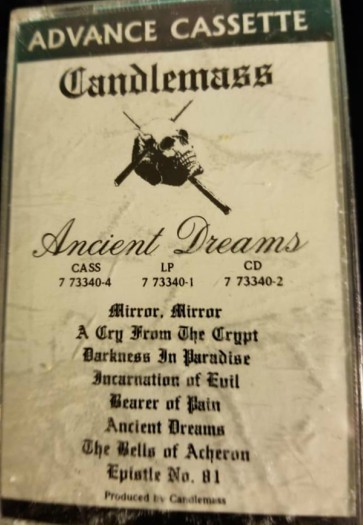 ADVANCE CASSETTE
Candlemass
Ancient Dreams
CASS LP CD
7 73340-4 7 73340-1 7 73340-2
Mirror, Mirror
A Cry From The Crypt
Darkness In Paradise
Incarnation of Evil
Bearer of Pain
Ancient Dreams
The Bells of Acheron
Epistle No. 81
Produced by Candlemass